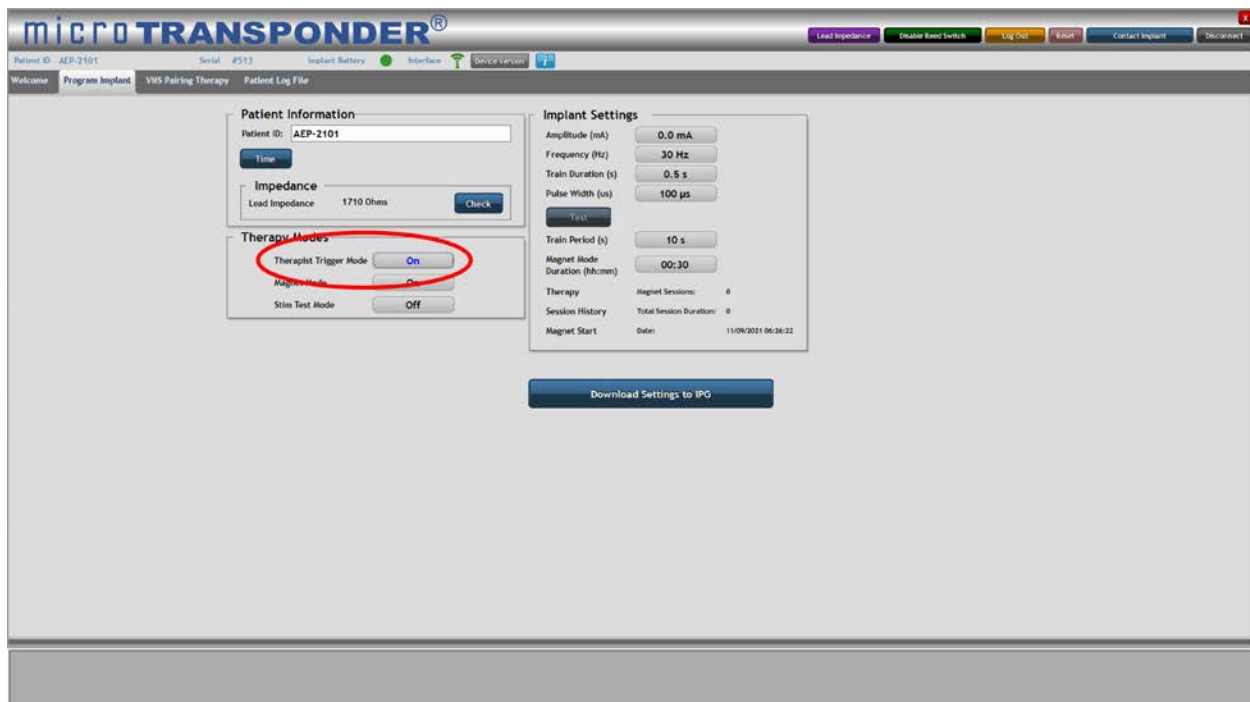 microTRANSPONDER®
Lead Impedance Disable Reed Switch Log Out Reset Contact Implant Disconnect
Patient ID AEP-2101 Serial #513 Implant Battery Interface Device version
Welcome Program Implant VNS Pairing Therapy Patient Log File
Patient Information
Patient ID: AEP-2101
Time
Impedance
Lead Impedance 1710 Ohms Check
Therapy Modes
Therapist Trigger Mode On
Magnet Mode On
Stim Test Mode Off
Implant Settings
Amplitude (mA) 0.0 mA
Frequency (Hz) 30 Hz
Train Duration (s) 0.5 s
Pulse Width (us) 100 µs
Test
Train Period (s) 10 s
Magnet Mode
Duration (hh:mm) 00:30
Therapy Magnet Sessions: 0
Session History Total Session Duration: 0
Magnet Start Date: 11/09/2021 06:26:22
Download Settings to IPG